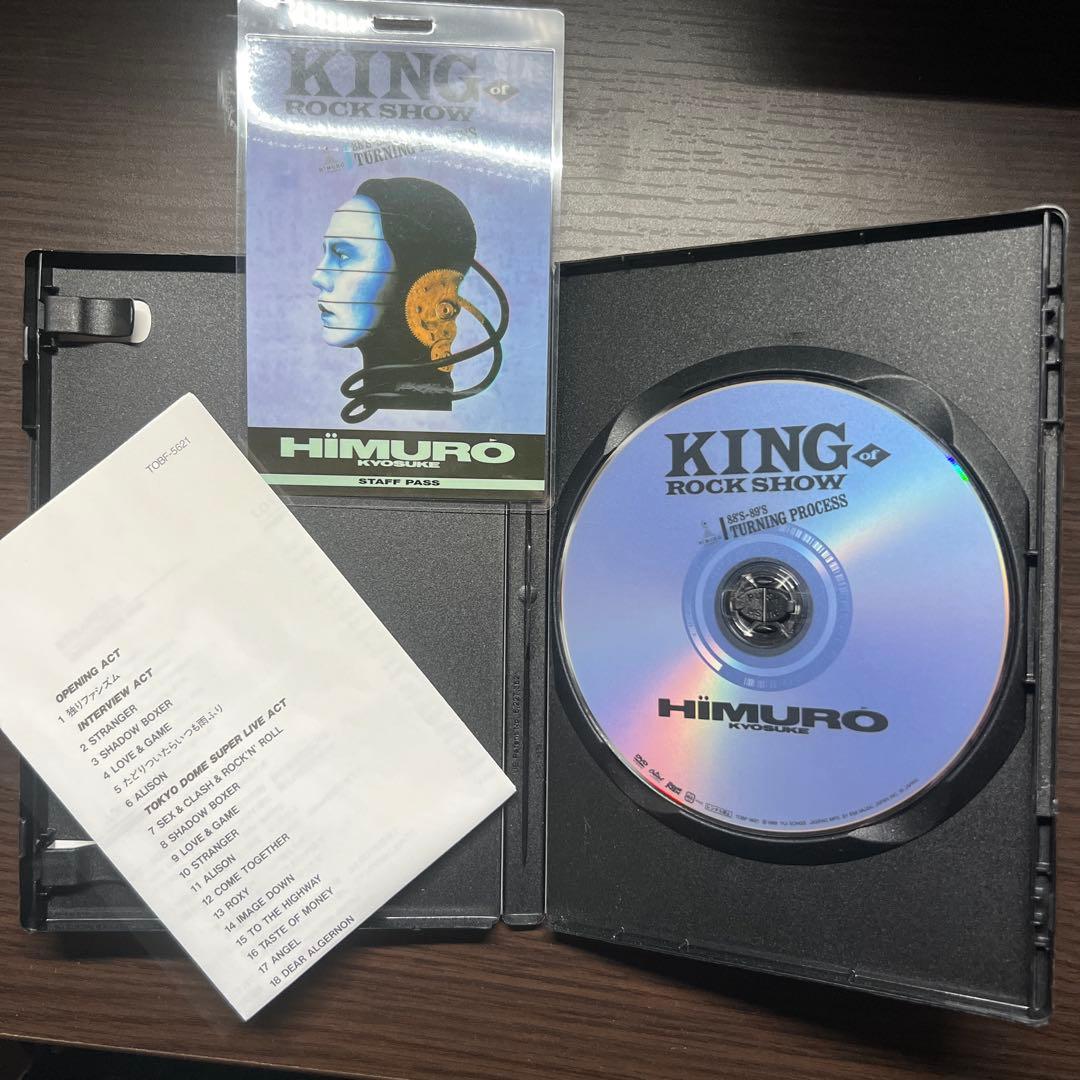 KING of
ROCK SHOW
88'S-89'S
HIMURO
TURNING PROCESS
HÏMURÒ
KYOSUKE
STAFF PASS
TOBF-5621
OPENING ACT
1 独りファシズム
INTERVIEW ACT
2 STRANGER
3 SHADOW BOXER
4 LOVE & GAME
5 たどりついたらいつも雨ふり
6 ALISON
TOKYO DOME SUPER LIVE ACT
7 SEX & CLASH & ROCK'N' ROLL
8 SHADOW BOXER
9 LOVE & GAME
10 STRANGER
11 ALISON
12 COME TOGETHER
13 ROXY
14 IMAGE DOWN
15 TO THE HIGHWAY
16 TASTE OF MONEY
17 ANGEL
18 DEAR ALGERNON
KING of
ROCK SHOW
88'S-89'S
HIMURO
TURNING PROCESS
HÏMURÒ
KYOSUKE
DVD